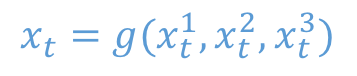 $x_t = g(x_t^1, x_t^2, x_t^3)$